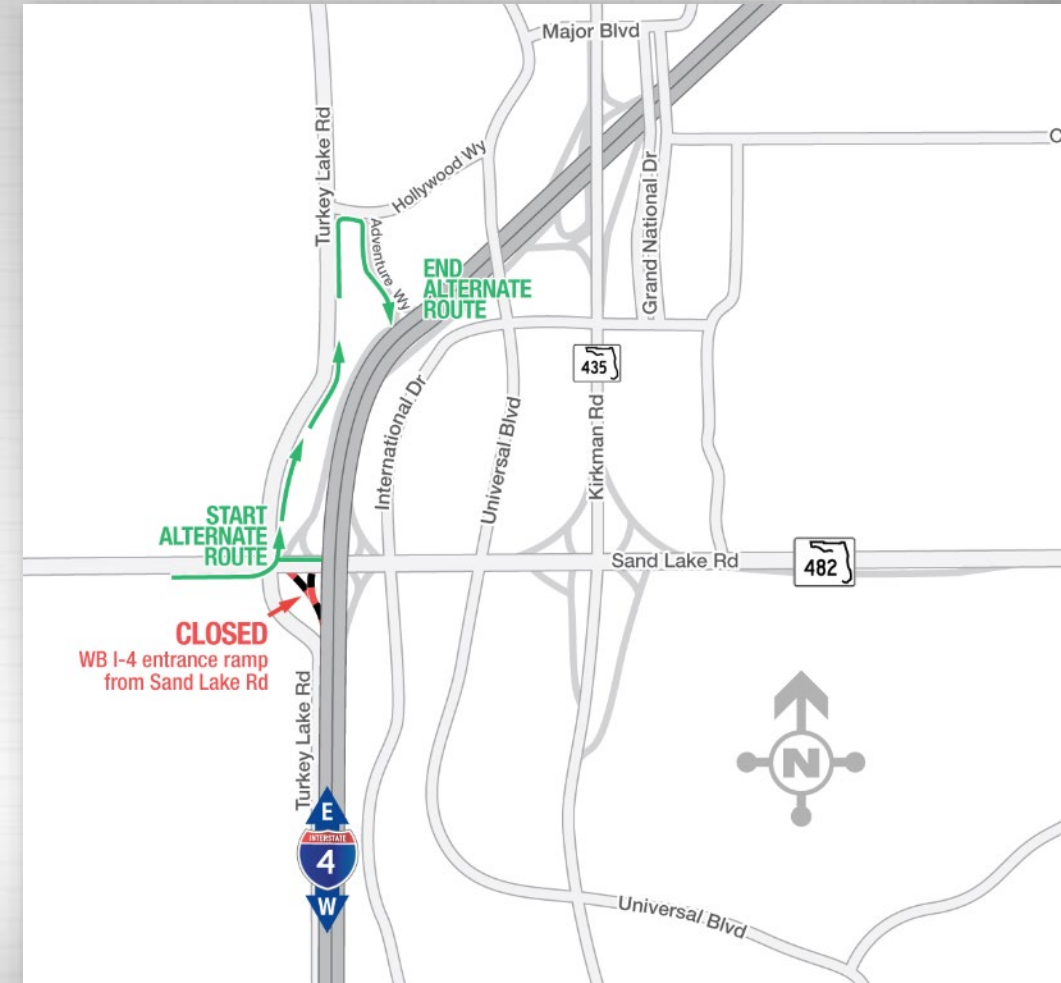 Major Blvd
Turkey Lake Rd
Hollywood Wy
Adventure Wy
Grand National Dr
END
ALTERNATE
ROUTE
435
International Dr
Universal Blvd
Kirkman Rd
START
ALTERNATE
ROUTE
Sand Lake Rd
482
CLOSED
WB I-4 entrance ramp
from Sand Lake Rd
Turkey Lake Rd
N
E
INTERSTATE
4
W
Universal Blvd